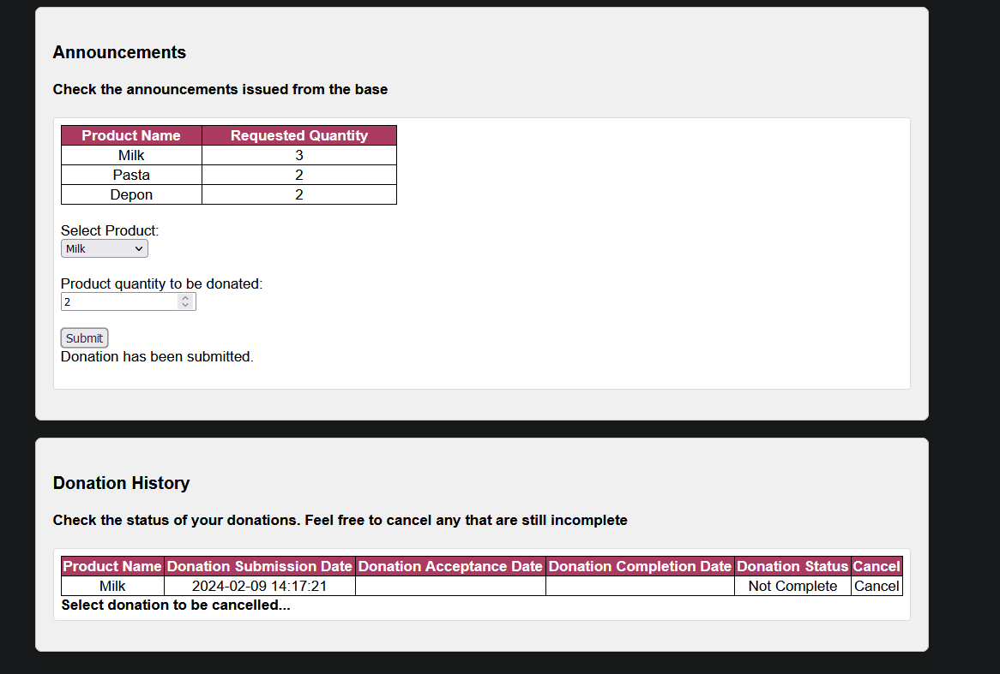 Announcements
Check the announcements issued from the base
Product Name Requested Quantity
Milk 3
Pasta 2
Depon 2
Select Product:
Milk
Product quantity to be donated:
2
Submit
Donation has been submitted.
Donation History
Check the status of your donations. Feel free to cancel any that are still incomplete
Product Name Donation Submission Date Donation Acceptance Date Donation Completion Date Donation Status Cancel
Milk 2024-02-09 14:17:21 Not Complete Cancel
Select donation to be cancelled...